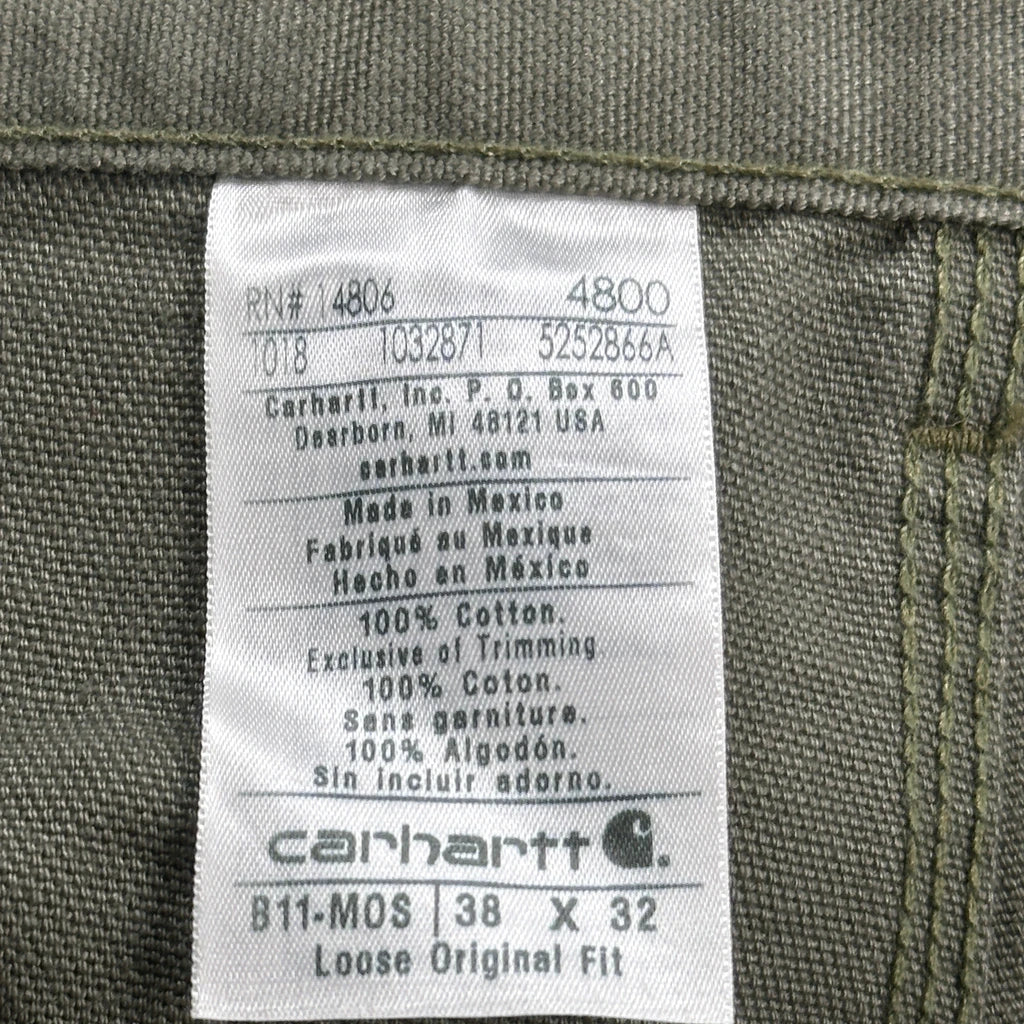 RN# 14806 4800
1018 1032871 5252866A
Carhartt, Inc. P. O. Box 600
Dearborn, MI 48121 USA
carhartt.com
Made in Mexico
Fabriqué au Mexique
Hecho en México
100% Cotton.
Exclusive of Trimming.
100% Coton.
Sans garniture.
100% Algodón.
Sin incluir adorno.
carhartt
B11-MOS | 38 X 32
Loose Original Fit